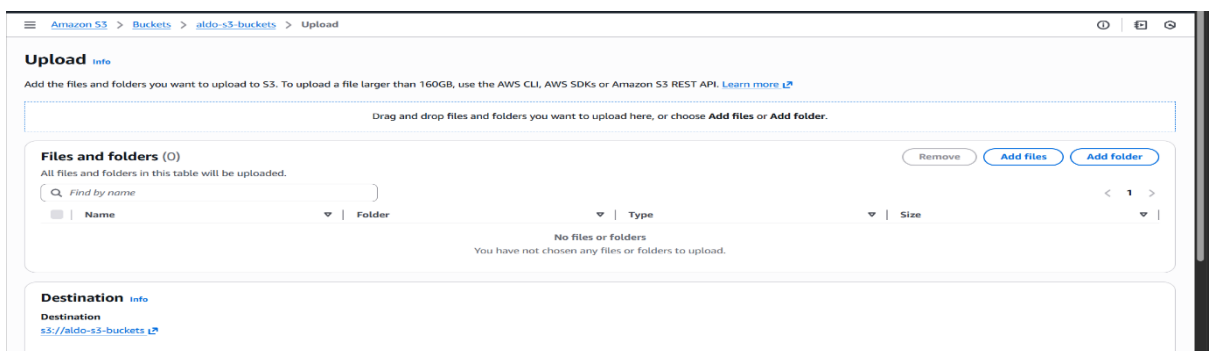 Amazon S3 > Buckets > aldo-s3-buckets > Upload
Upload Info
Add the files and folders you want to upload to S3. To upload a file larger than 160GB, use the AWS CLI, AWS SDKs or Amazon S3 REST API. Learn more
Drag and drop files and folders you want to upload here, or choose Add files or Add folder.
Files and folders (0) Remove Add files Add folder
All files and folders in this table will be uploaded.
Find by name < 1 >
Name Folder Type Size
No files or folders
You have not chosen any files or folders to upload.
Destination Info
Destination
s3://aldo-s3-buckets